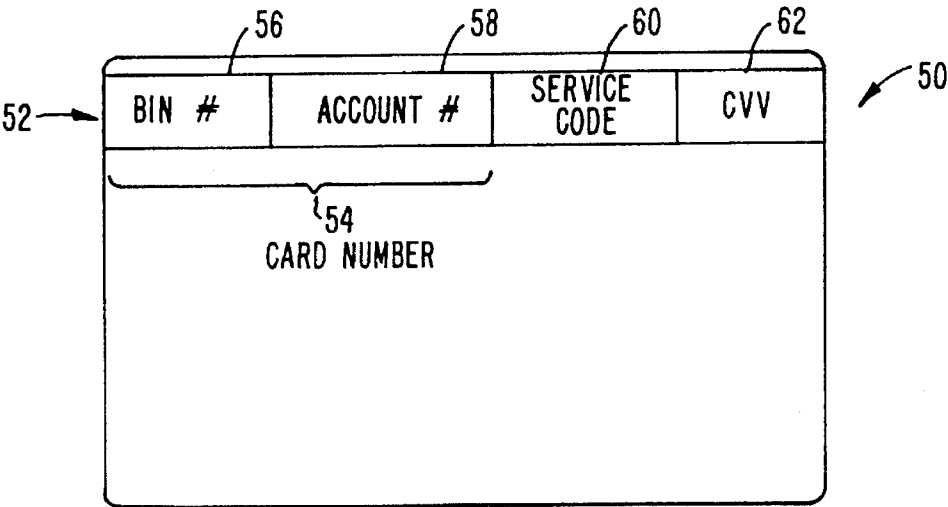 56
58
60
62
50
52
BIN #
ACCOUNT #
SERVICE
CODE
CVV
54
CARD NUMBER